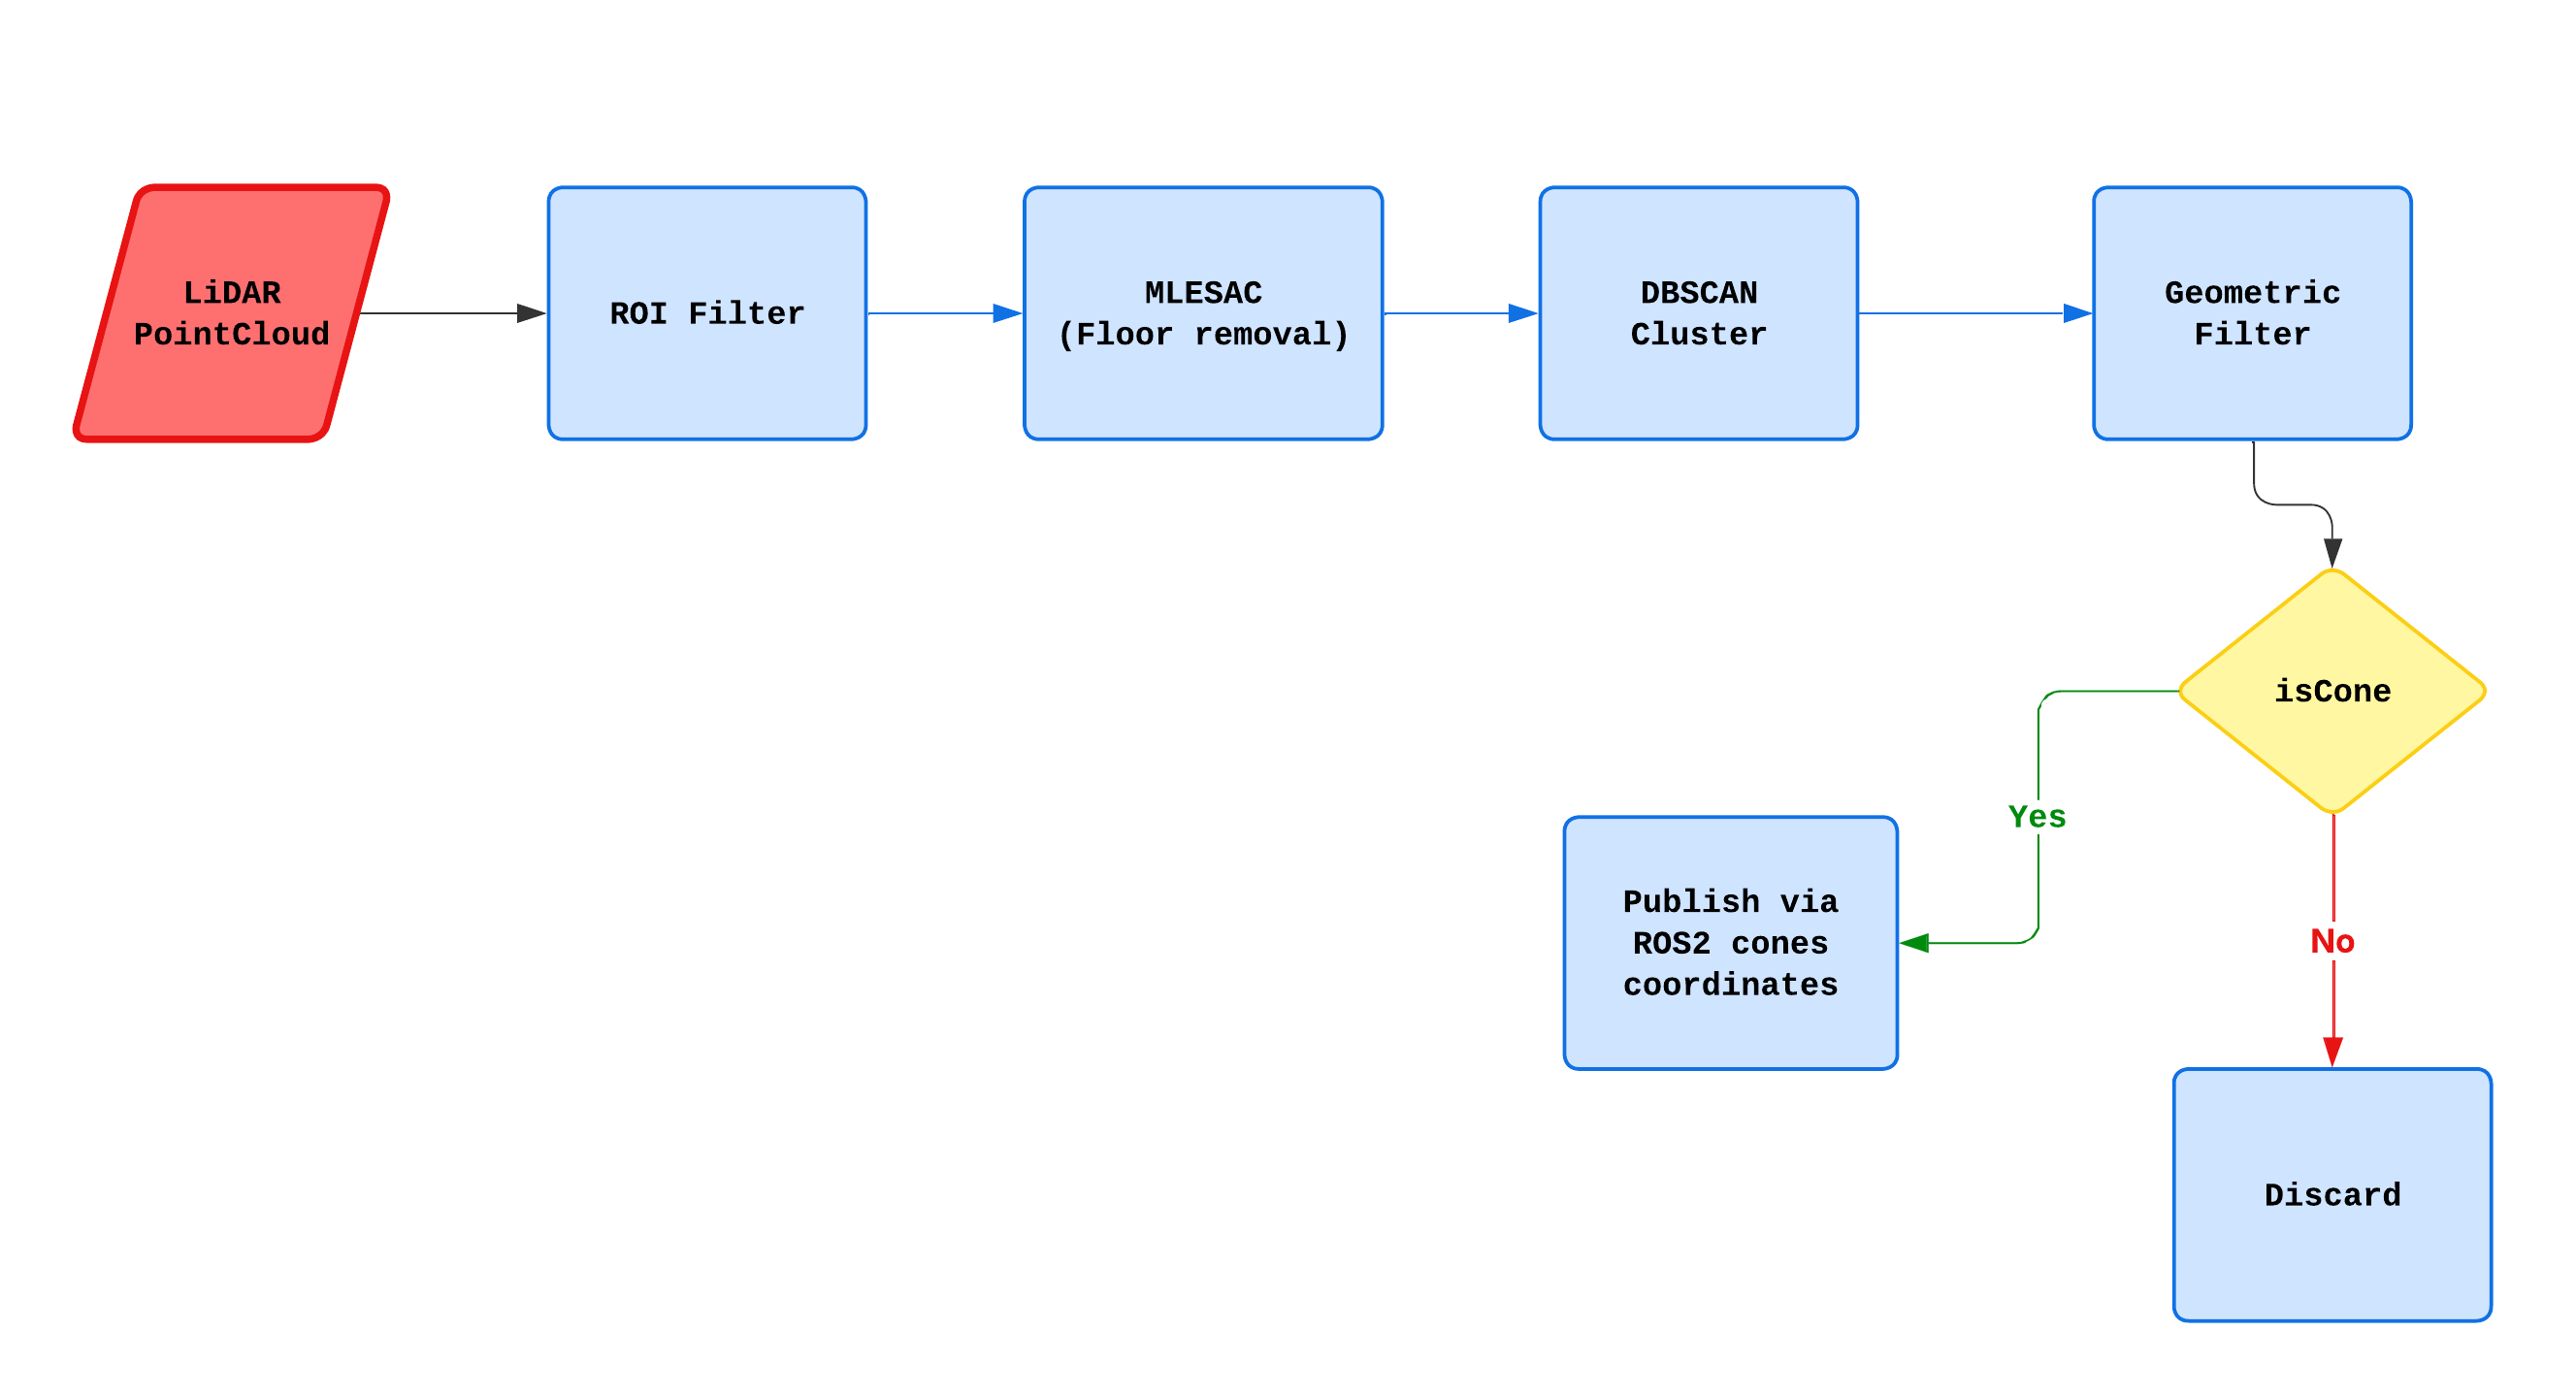 LiDAR
PointCloud
ROI Filter
MLESAC
(Floor removal)
DBSCAN
Cluster
Geometric
Filter
isCone
Yes
No
Publish via
ROS2 cones
coordinates
Discard